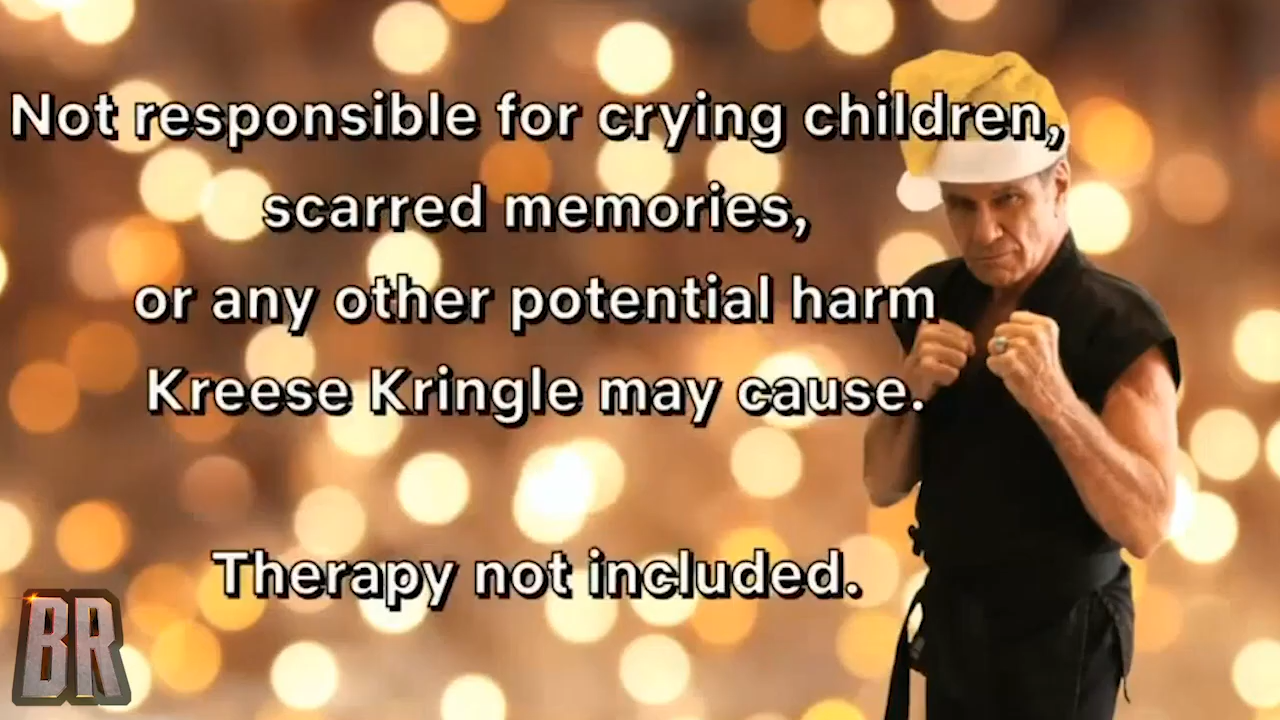 Not responsible for crying children,
scarred memories,
or any other potential harm
Kreese Kringle may cause.
Therapy not included.
BR